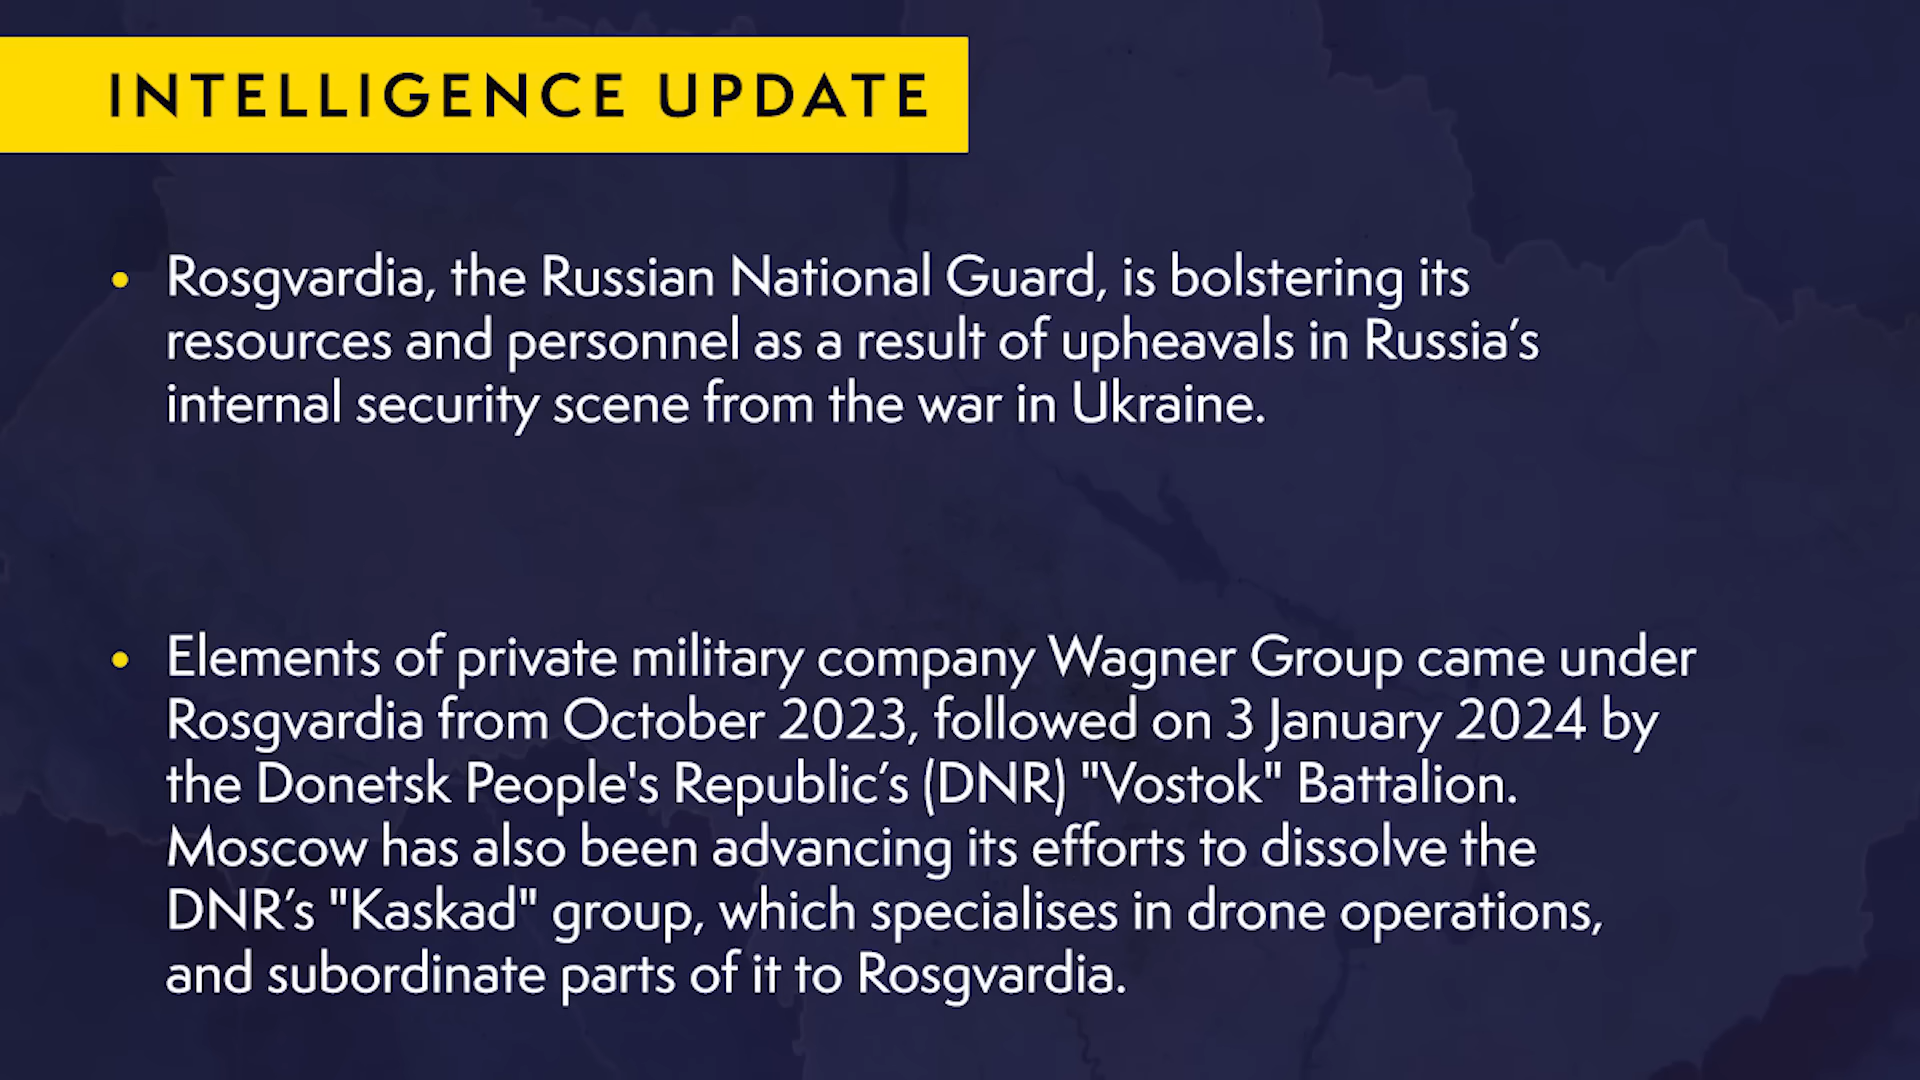 INTELLIGENCE UPDATE
• Rosgvardia, the Russian National Guard, is bolstering its
resources and personnel as a result of upheavals in Russia’s
internal security scene from the war in Ukraine.
• Elements of private military company Wagner Group came under
Rosgvardia from October 2023, followed on 3 January 2024 by
the Donetsk People's Republic’s (DNR) "Vostok" Battalion.
Moscow has also been advancing its efforts to dissolve the
DNR’s "Kaskad" group, which specialises in drone operations,
and subordinate parts of it to Rosgvardia.